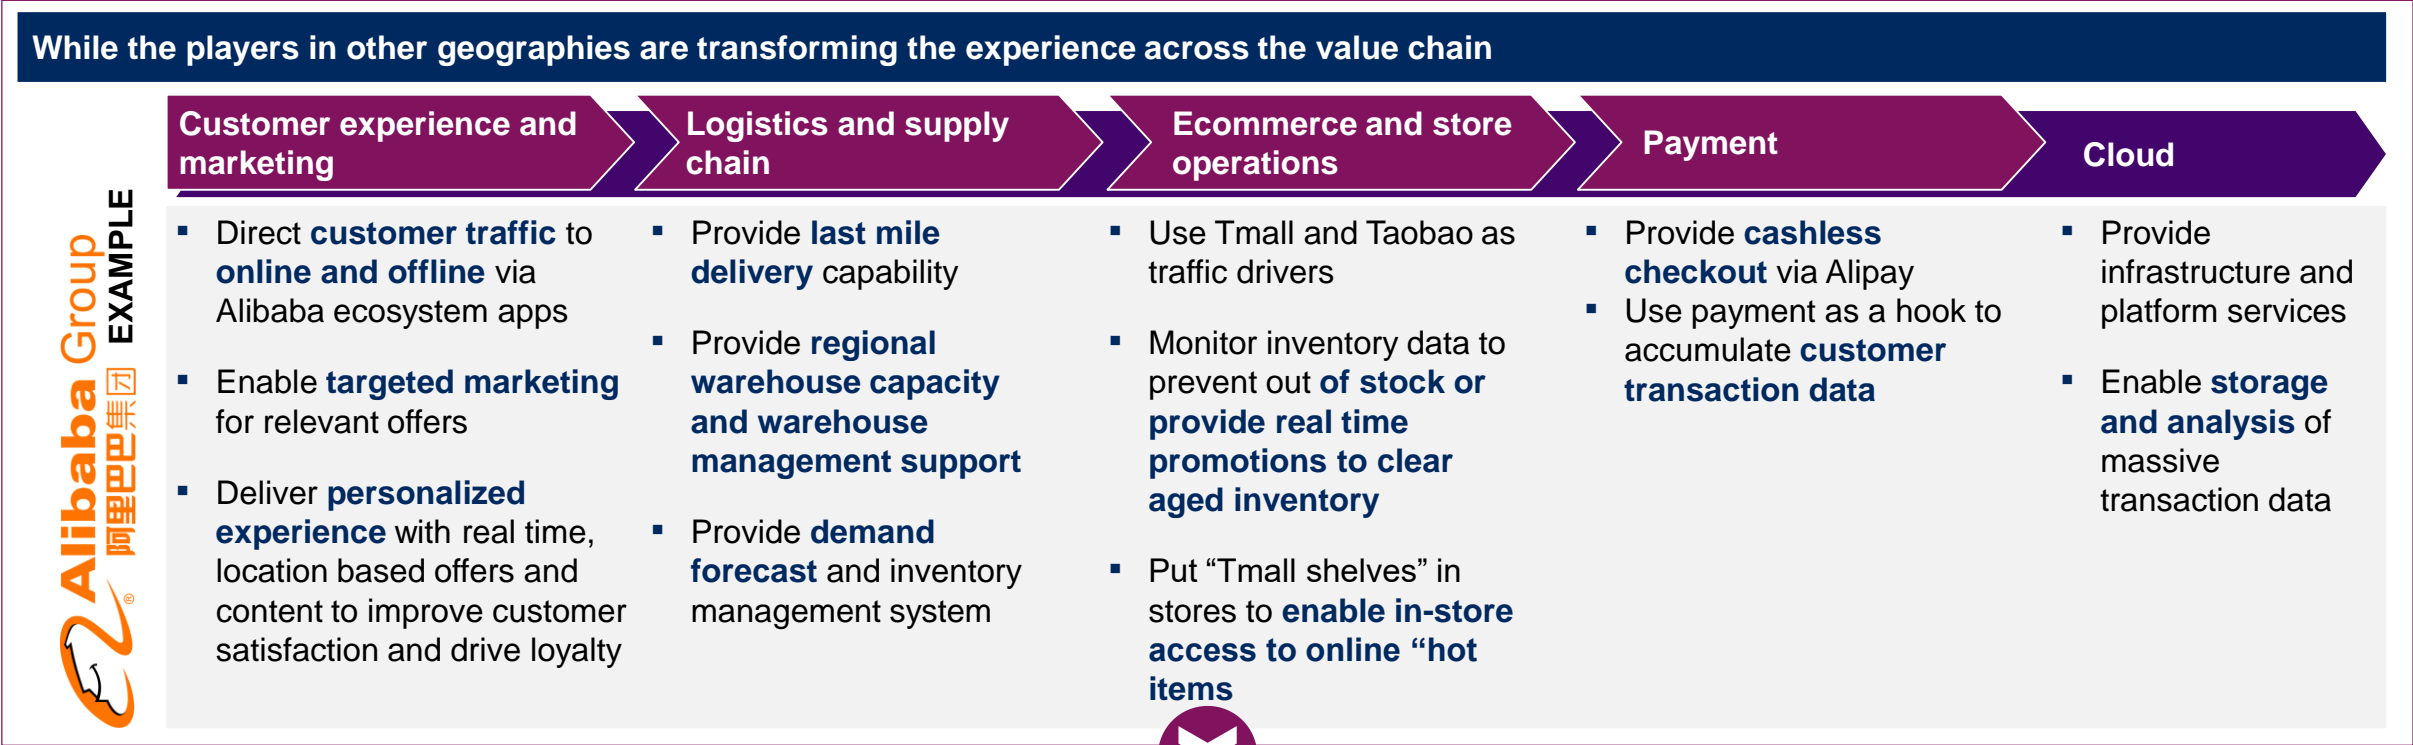 While the players in other geographies are transforming the experience across the value chain
Customer experience and
marketing
Logistics and supply
chain
Ecommerce and store
operations
Payment
Cloud
Alibaba Group
阿里巴巴集团
®
EXAMPLE
▪ Direct customer traffic to
online and offline via
Alibaba ecosystem apps
▪ Enable targeted marketing
for relevant offers
▪ Deliver personalized
experience with real time,
location based offers and
content to improve customer
satisfaction and drive loyalty
▪ Provide last mile
delivery capability
▪ Provide regional
warehouse capacity
and warehouse
management support
▪ Provide demand
forecast and inventory
management system
▪ Use Tmall and Taobao as
traffic drivers
▪ Monitor inventory data to
prevent out of stock or
provide real time
promotions to clear
aged inventory
▪ Put “Tmall shelves” in
stores to enable in-store
access to online “hot
items
▪ Provide cashless
checkout via Alipay
▪ Use payment as a hook to
accumulate customer
transaction data
▪ Provide
infrastructure and
platform services
▪ Enable storage
and analysis of
massive
transaction data